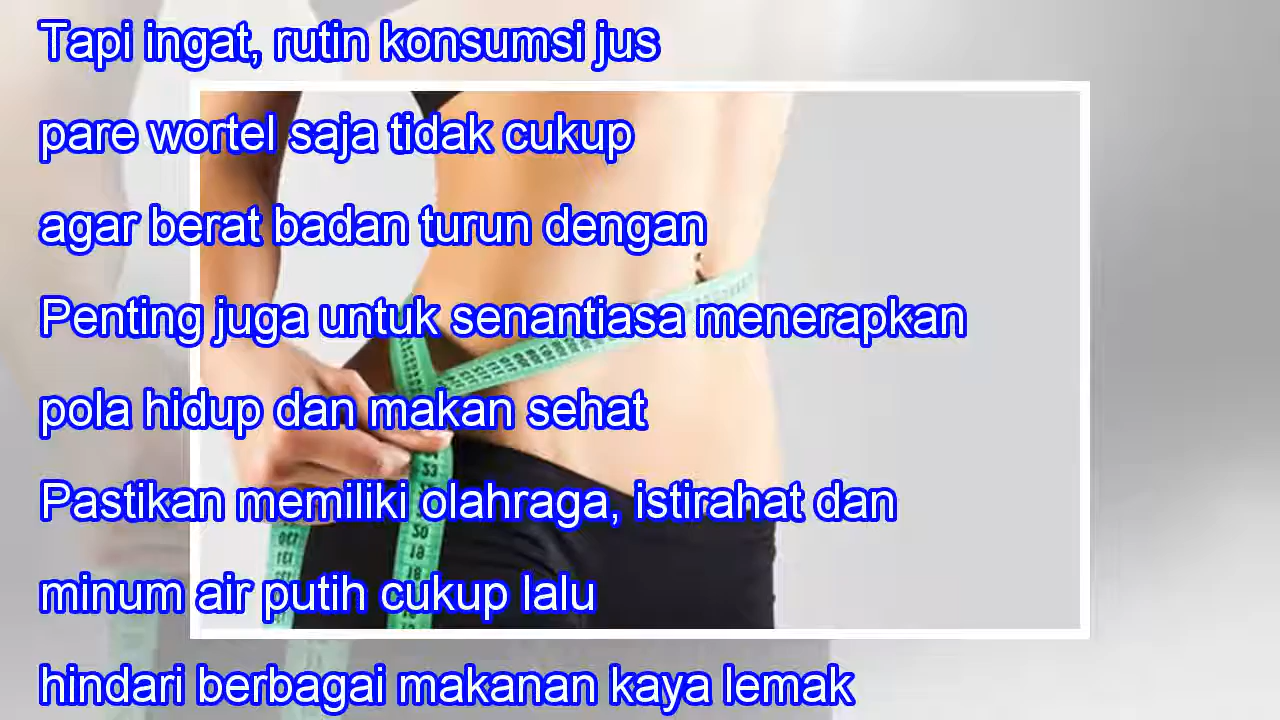 Tapi ingat, rutin konsumsi jus
pare wortel saja tidak cukup
agar berat badan turun dengan
Penting juga untuk senantiasa menerapkan
pola hidup dan makan sehat
Pastikan memiliki olahraga, istirahat dan
minum air putih cukup lalu
hindari berbagai makanan kaya lemak